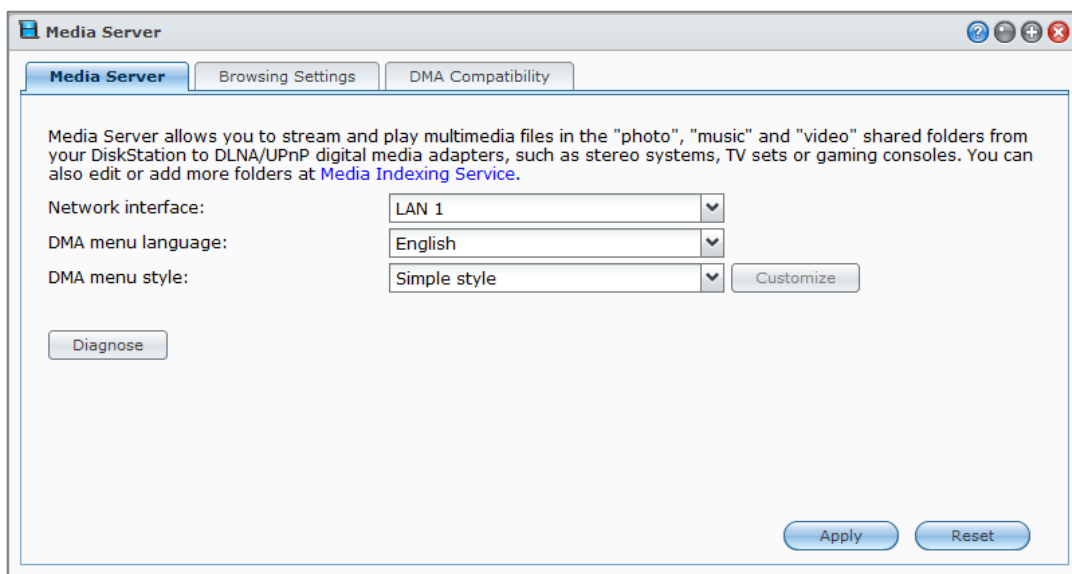 Media Server
Media Server
Browsing Settings
DMA Compatibility
Media Server allows you to stream and play multimedia files in the "photo", "music" and "video" shared folders from
your DiskStation to DLNA/UPnP digital media adapters, such as stereo systems, TV sets or gaming consoles. You can
also edit or add more folders at Media Indexing Service.
Network interface: LAN 1
DMA menu language: English
DMA menu style: Simple style Customize
Diagnose
Apply Reset